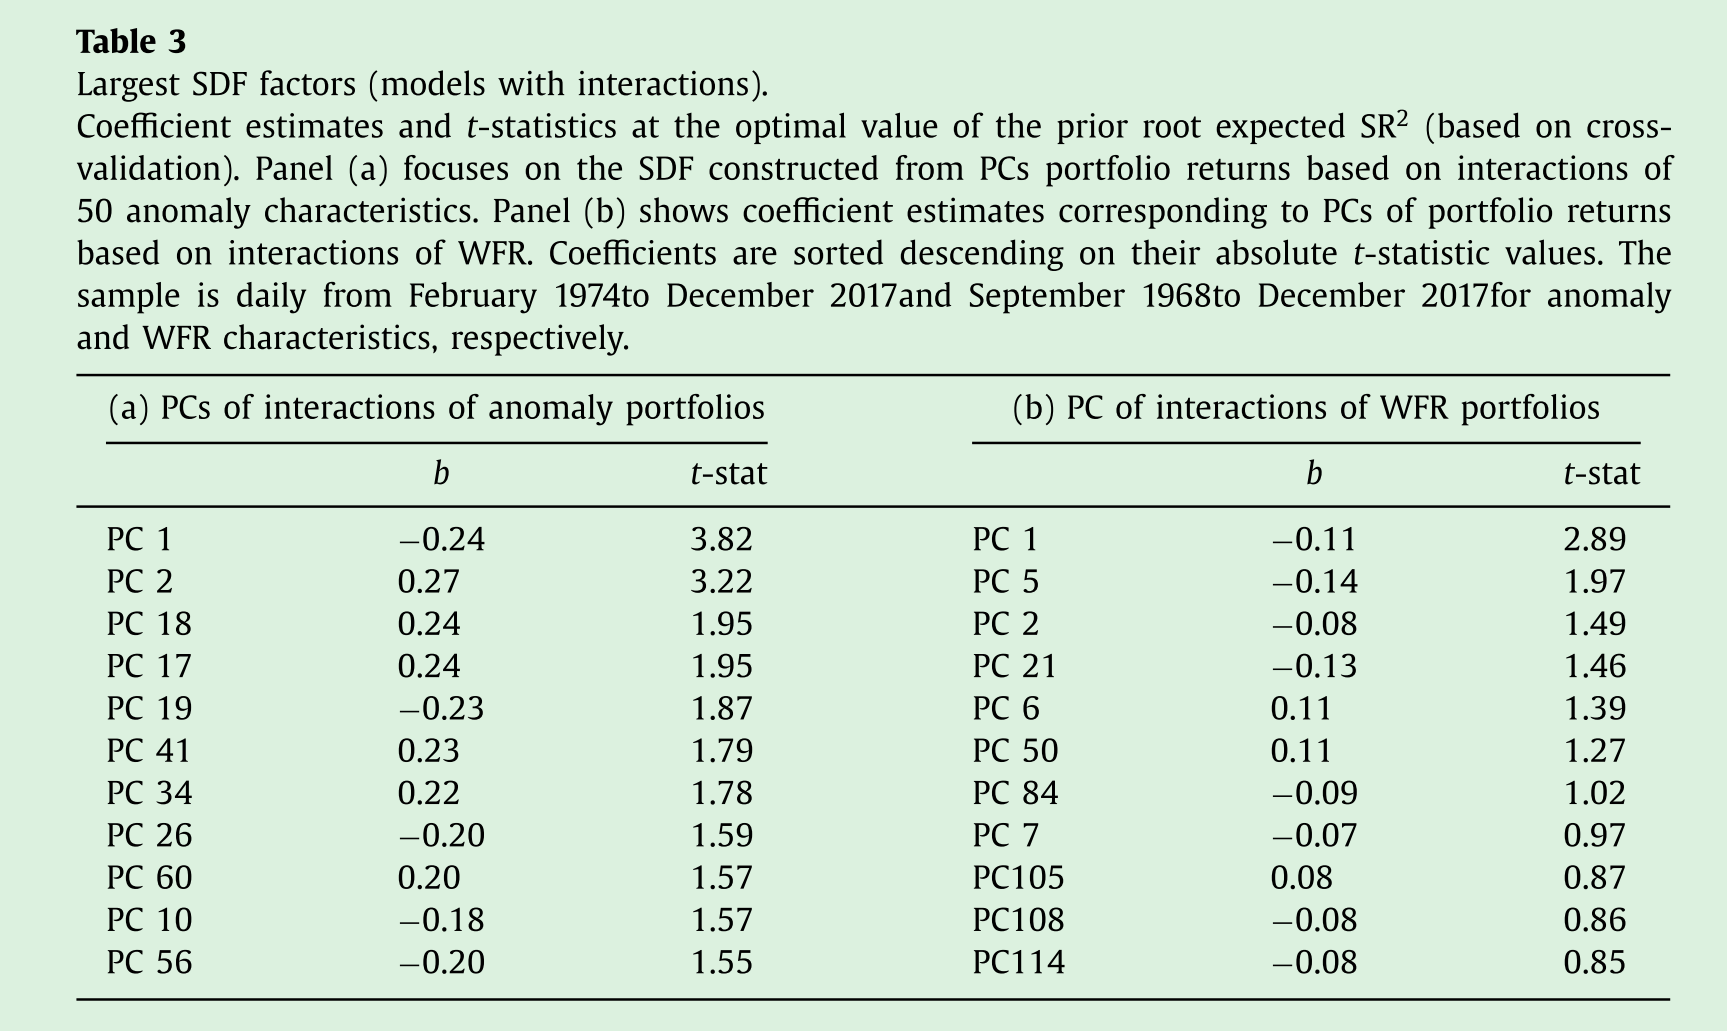 Table 3
Largest SDF factors (models with interactions).
Coefficient estimates and t-statistics at the optimal value of the prior root expected SR² (based on cross-
validation). Panel (a) focuses on the SDF constructed from PCs portfolio returns based on interactions of
50 anomaly characteristics. Panel (b) shows coefficient estimates corresponding to PCs of portfolio returns
based on interactions of WFR. Coefficients are sorted descending on their absolute t-statistic values. The
sample is daily from February 1974to December 2017and September 1968to December 2017for anomaly
and WFR characteristics, respectively.
(a) PCs of interactions of anomaly portfolios (b) PC of interactions of WFR portfolios
b t-stat b t-stat
PC 1 −0.24 3.82 PC 1 −0.11 2.89
PC 2 0.27 3.22 PC 5 −0.14 1.97
PC 18 0.24 1.95 PC 2 −0.08 1.49
PC 17 0.24 1.95 PC 21 −0.13 1.46
PC 19 −0.23 1.87 PC 6 0.11 1.39
PC 41 0.23 1.79 PC 50 0.11 1.27
PC 34 0.22 1.78 PC 84 −0.09 1.02
PC 26 −0.20 1.59 PC 7 −0.07 0.97
PC 60 0.20 1.57 PC105 0.08 0.87
PC 10 −0.18 1.57 PC108 −0.08 0.86
PC 56 −0.20 1.55 PC114 −0.08 0.85